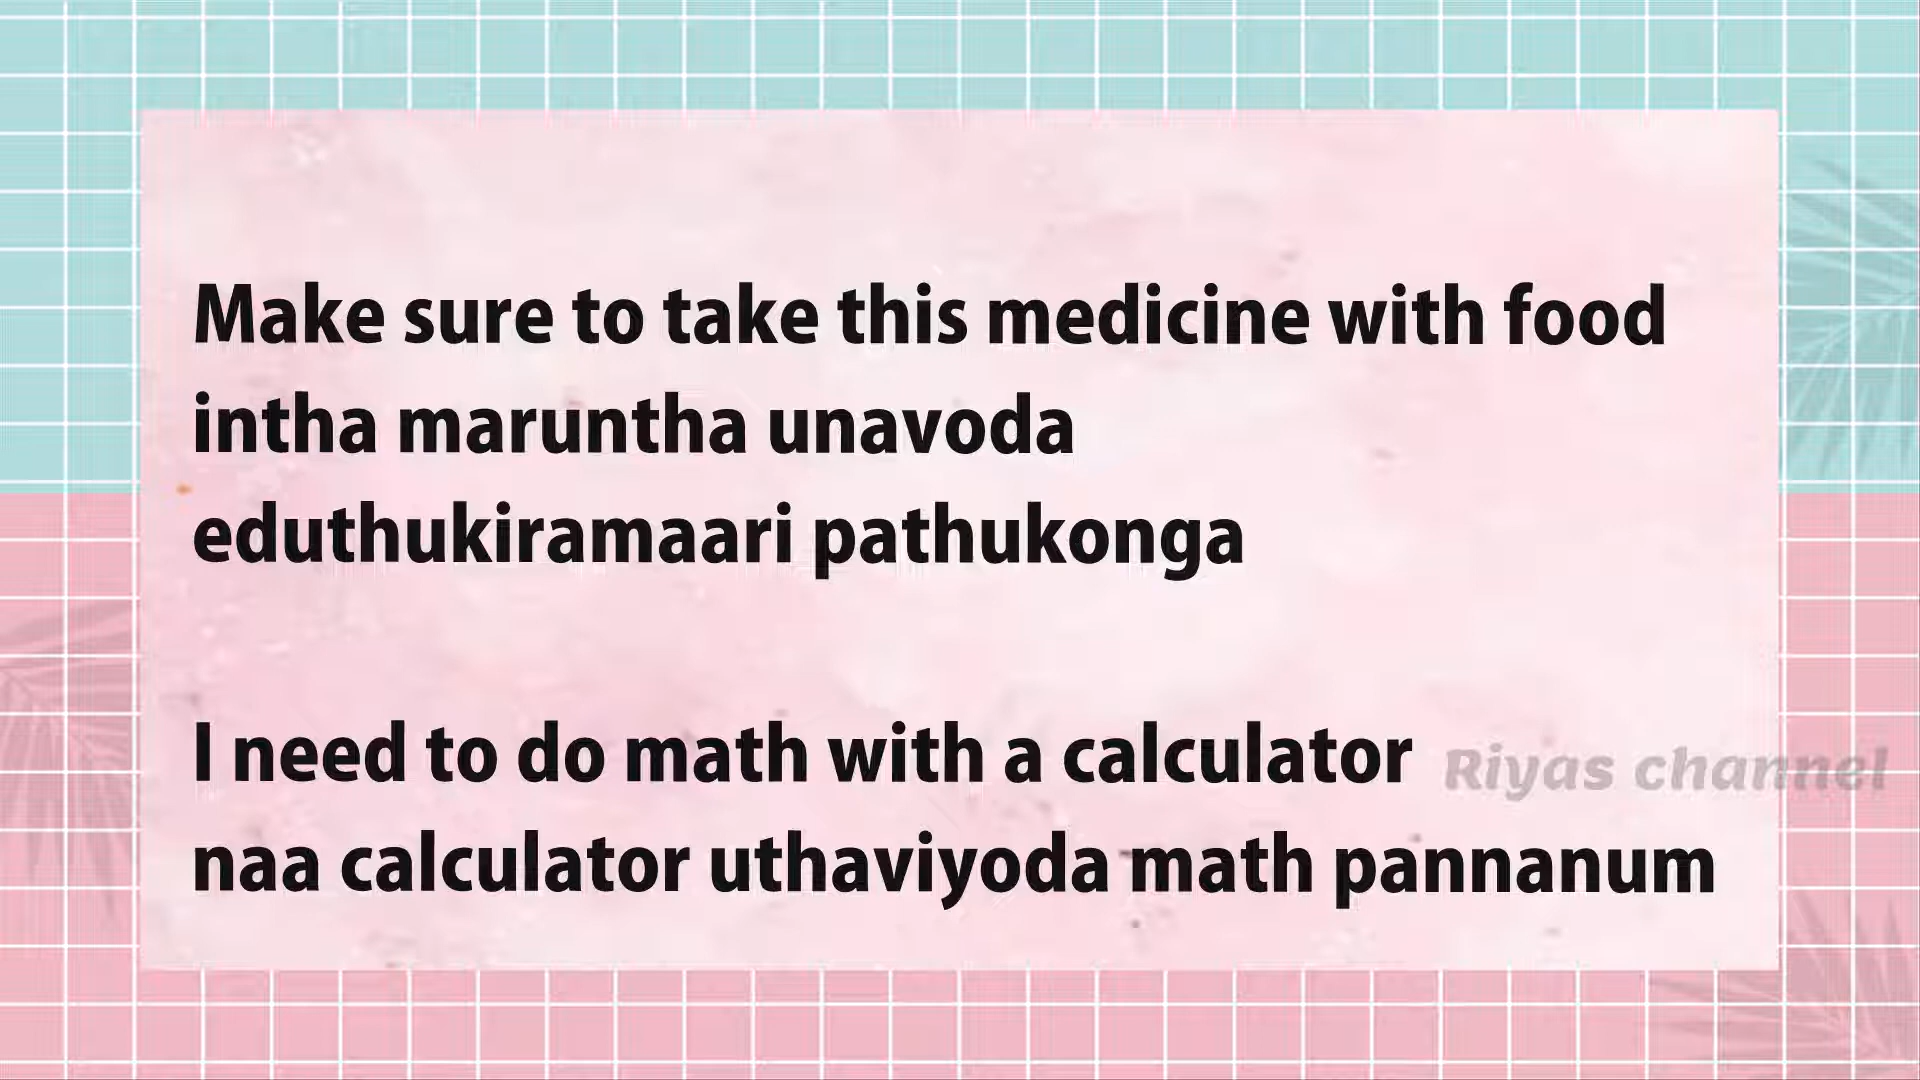 Make sure to take this medicine with food
intha maruntha unavoda
eduthukiramaari pathukonga
I need to do math with a calculator
Riyas channel
naa calculator uthaviyoda math pannanum